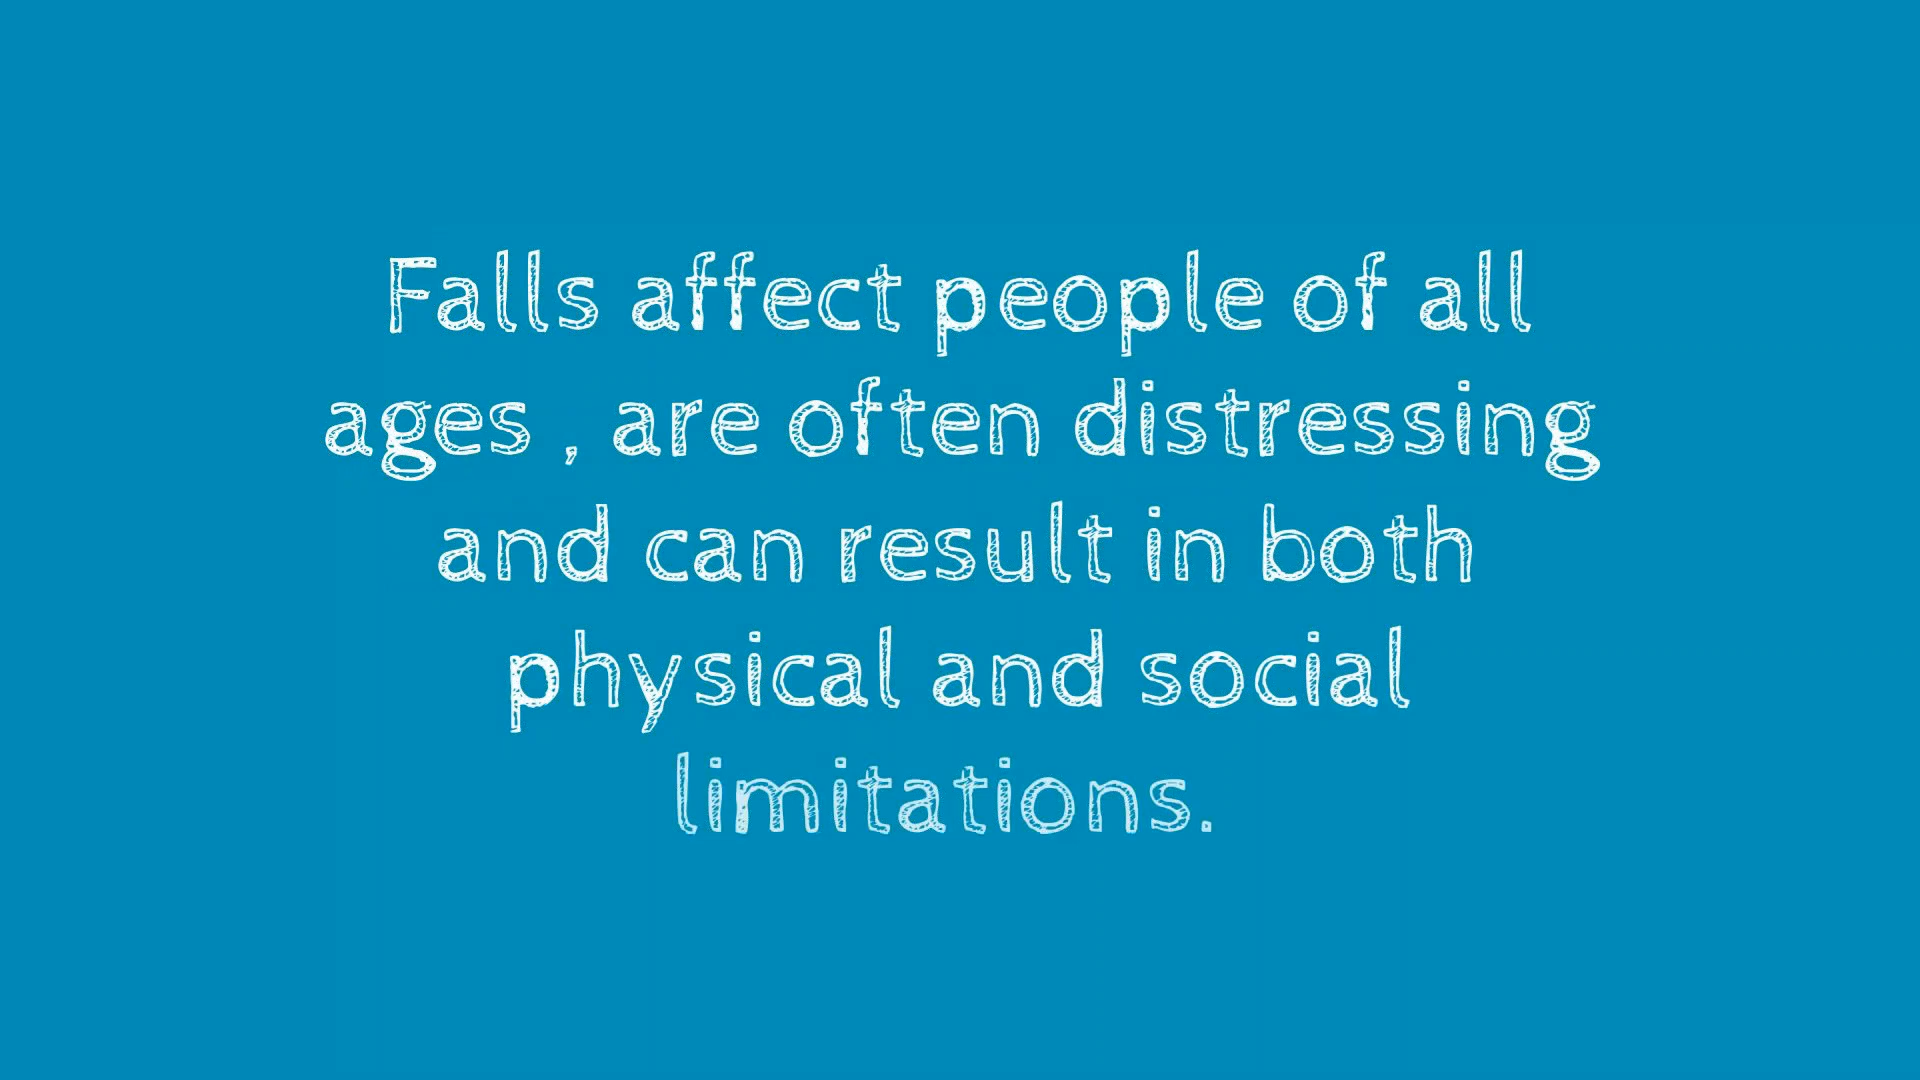 Falls affect people of all
ages , are often distressing
and can result in both
physical and social
limitations.